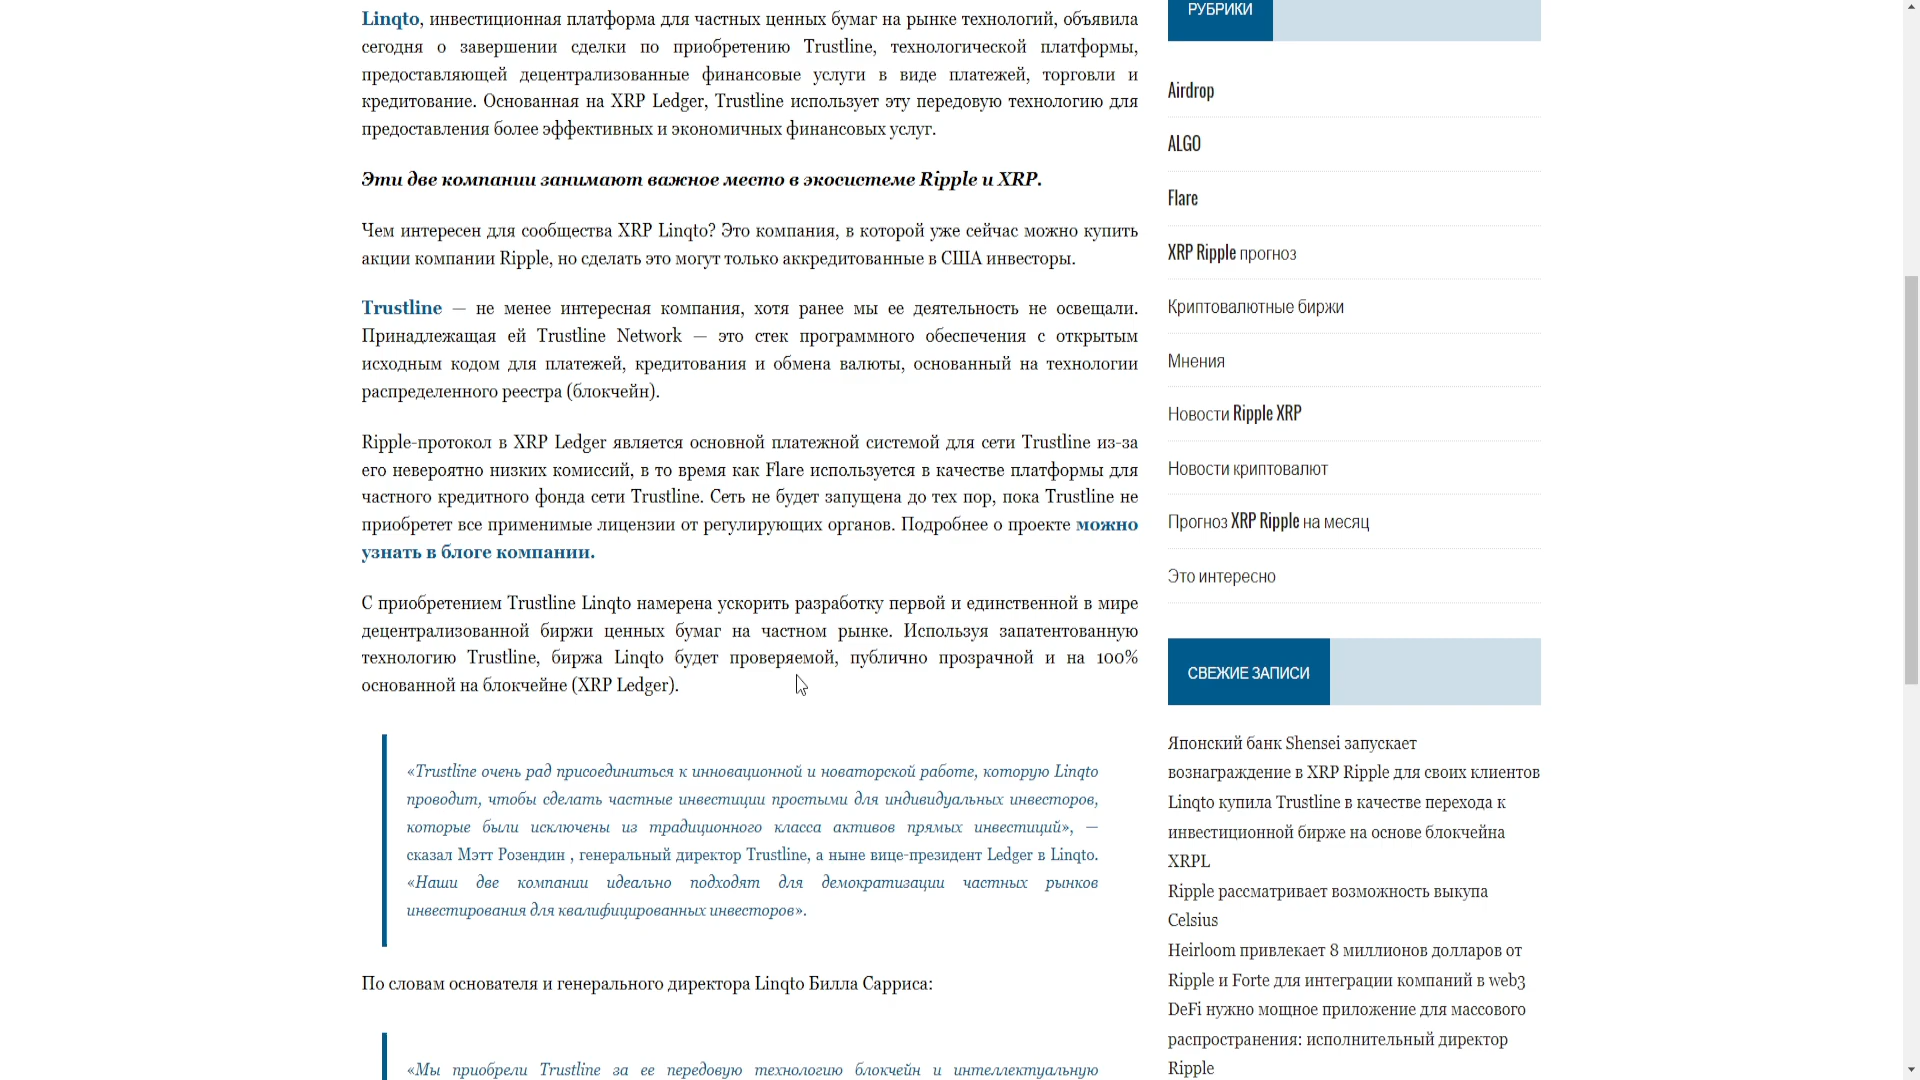 Linqto, инвестиционная платформа для частных ценных бумаг на рынке технологий, объявила
сегодня о завершении сделки по приобретению Trustline, технологической платформы,
предоставляющей децентрализованные финансовые услуги в виде платежей, торговли и
кредитование. Основанная на XRP Ledger, Trustline использует эту передовую технологию для
предоставления более эффективных и экономичных финансовых услуг.
Эти две компании занимают важное место в экосистеме Ripple и XRP.
Чем интересен для сообщества XRP Linqto? Это компания, в которой уже сейчас можно купить
акции компании Ripple, но сделать это могут только аккредитованные в США инвесторы.
Trustline — не менее интересная компания, хотя ранее мы ее деятельность не освещали.
Принадлежащая ей Trustline Network — это стек программного обеспечения с открытым
исходным кодом для платежей, кредитования и обмена валюты, основанный на технологии
распределенного реестра (блокчейн).
Ripple-протокол в XRP Ledger является основной платежной системой для сети Trustline из-за
его невероятно низких комиссий, в то время как Flare используется в качестве платформы для
частного кредитного фонда сети Trustline. Сеть не будет запущена до тех пор, пока Trustline не
приобретет все применимые лицензии от регулирующих органов. Подробнее о проекте можно
узнать в блоге компании.
С приобретением Trustline Linqto намерена ускорить разработку первой и единственной в мире
децентрализованной биржи ценных бумаг на частном рынке. Используя запатентованную
технологию Trustline, биржа Linqto будет проверяемой, публично прозрачной и на 100%
основанной на блокчейне (XRP Ledger).
«Trustline очень рад присоединиться к инновационной и новаторской работе, которую Linqto
проводит, чтобы сделать частные инвестиции простыми для индивидуальных инвесторов,
которые были исключены из традиционного класса активов прямых инвестиций», —
сказал Мэтт Розендин , генеральный директор Trustline, а ныне вице-президент Ledger в Linqto.
«Наши две компании идеально подходят для демократизации частных рынков
инвестирования для квалифицированных инвесторов».
По словам основателя и генерального директора Linqto Билла Сарриса:
«Мы приобрели Trustline за ее передовую технологию блокчейн и интеллектуальную
РУБРИКИ
Airdrop
ALGO
Flare
XRP Ripple прогноз
Криптовалютные биржи
Мнения
Новости Ripple XRP
Новости криптовалют
Прогноз XRP Ripple на месяц
Это интересно
СВЕЖИЕ ЗАПИСИ
Японский банк Shensei запускает
вознаграждение в XRP Ripple для своих клиентов
Linqto купила Trustline в качестве перехода к
инвестиционной бирже на основе блокчейна
XRPL
Ripple рассматривает возможность выкупа
Celsius
Heirloom привлекает 8 миллионов долларов от
Ripple и Forte для интеграции компаний в web3
DeFi нужно мощное приложение для массового
распространения: исполнительный директор
Ripple